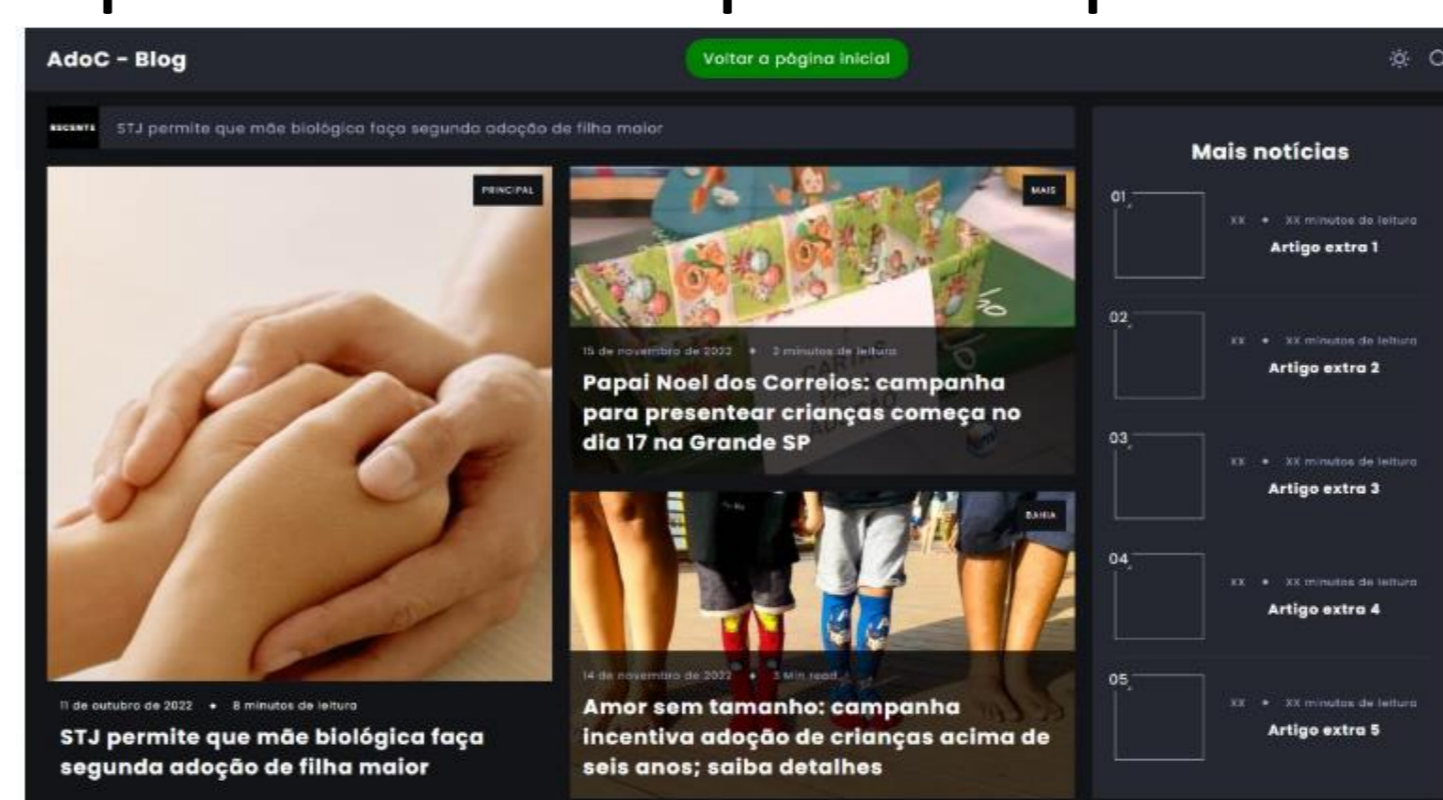 AdoC - Blog
Voltar a página inicial
RECENTE STJ permite que mãe biológica faça segunda adoção de filha maior
PRINCIPAL
11 de outubro de 2022 • 8 minutos de leitura
STJ permite que mãe biológica faça
segunda adoção de filha maior
MAIS
15 de novembro de 2022 • 2 minutos de leitura
Papai Noel dos Correios: campanha
para presentear crianças começa no
dia 17 na Grande SP
BAHIA
14 de novembro de 2022 • 3 Min read
Amor sem tamanho: campanha
incentiva adoção de crianças acima de
seis anos; saiba detalhes
Mais notícias
01
XX • XX minutos de leitura
Artigo extra 1
02
XX • XX minutos de leitura
Artigo extra 2
03
XX • XX minutos de leitura
Artigo extra 3
04
XX • XX minutos de leitura
Artigo extra 4
05
XX • XX minutos de leitura
Artigo extra 5